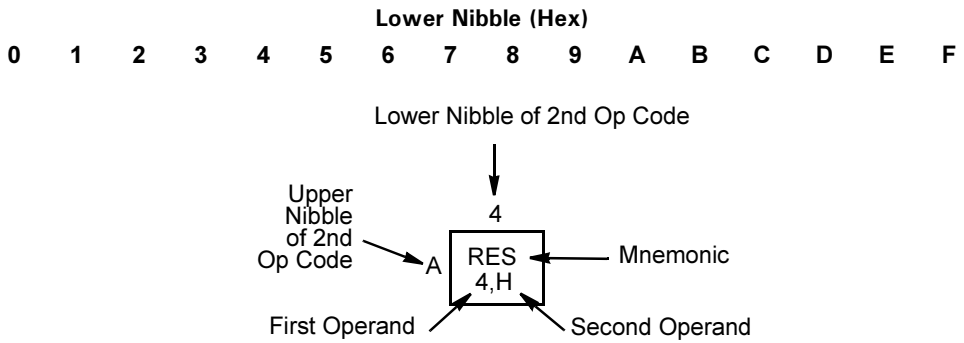 Lower Nibble (Hex)
0 1 2 3 4 5 6 7 8 9 A B C D E F
Lower Nibble of 2nd Op Code
Upper
Nibble
of 2nd
Op Code
4
A
RES
4,H
Mnemonic
First Operand
Second Operand